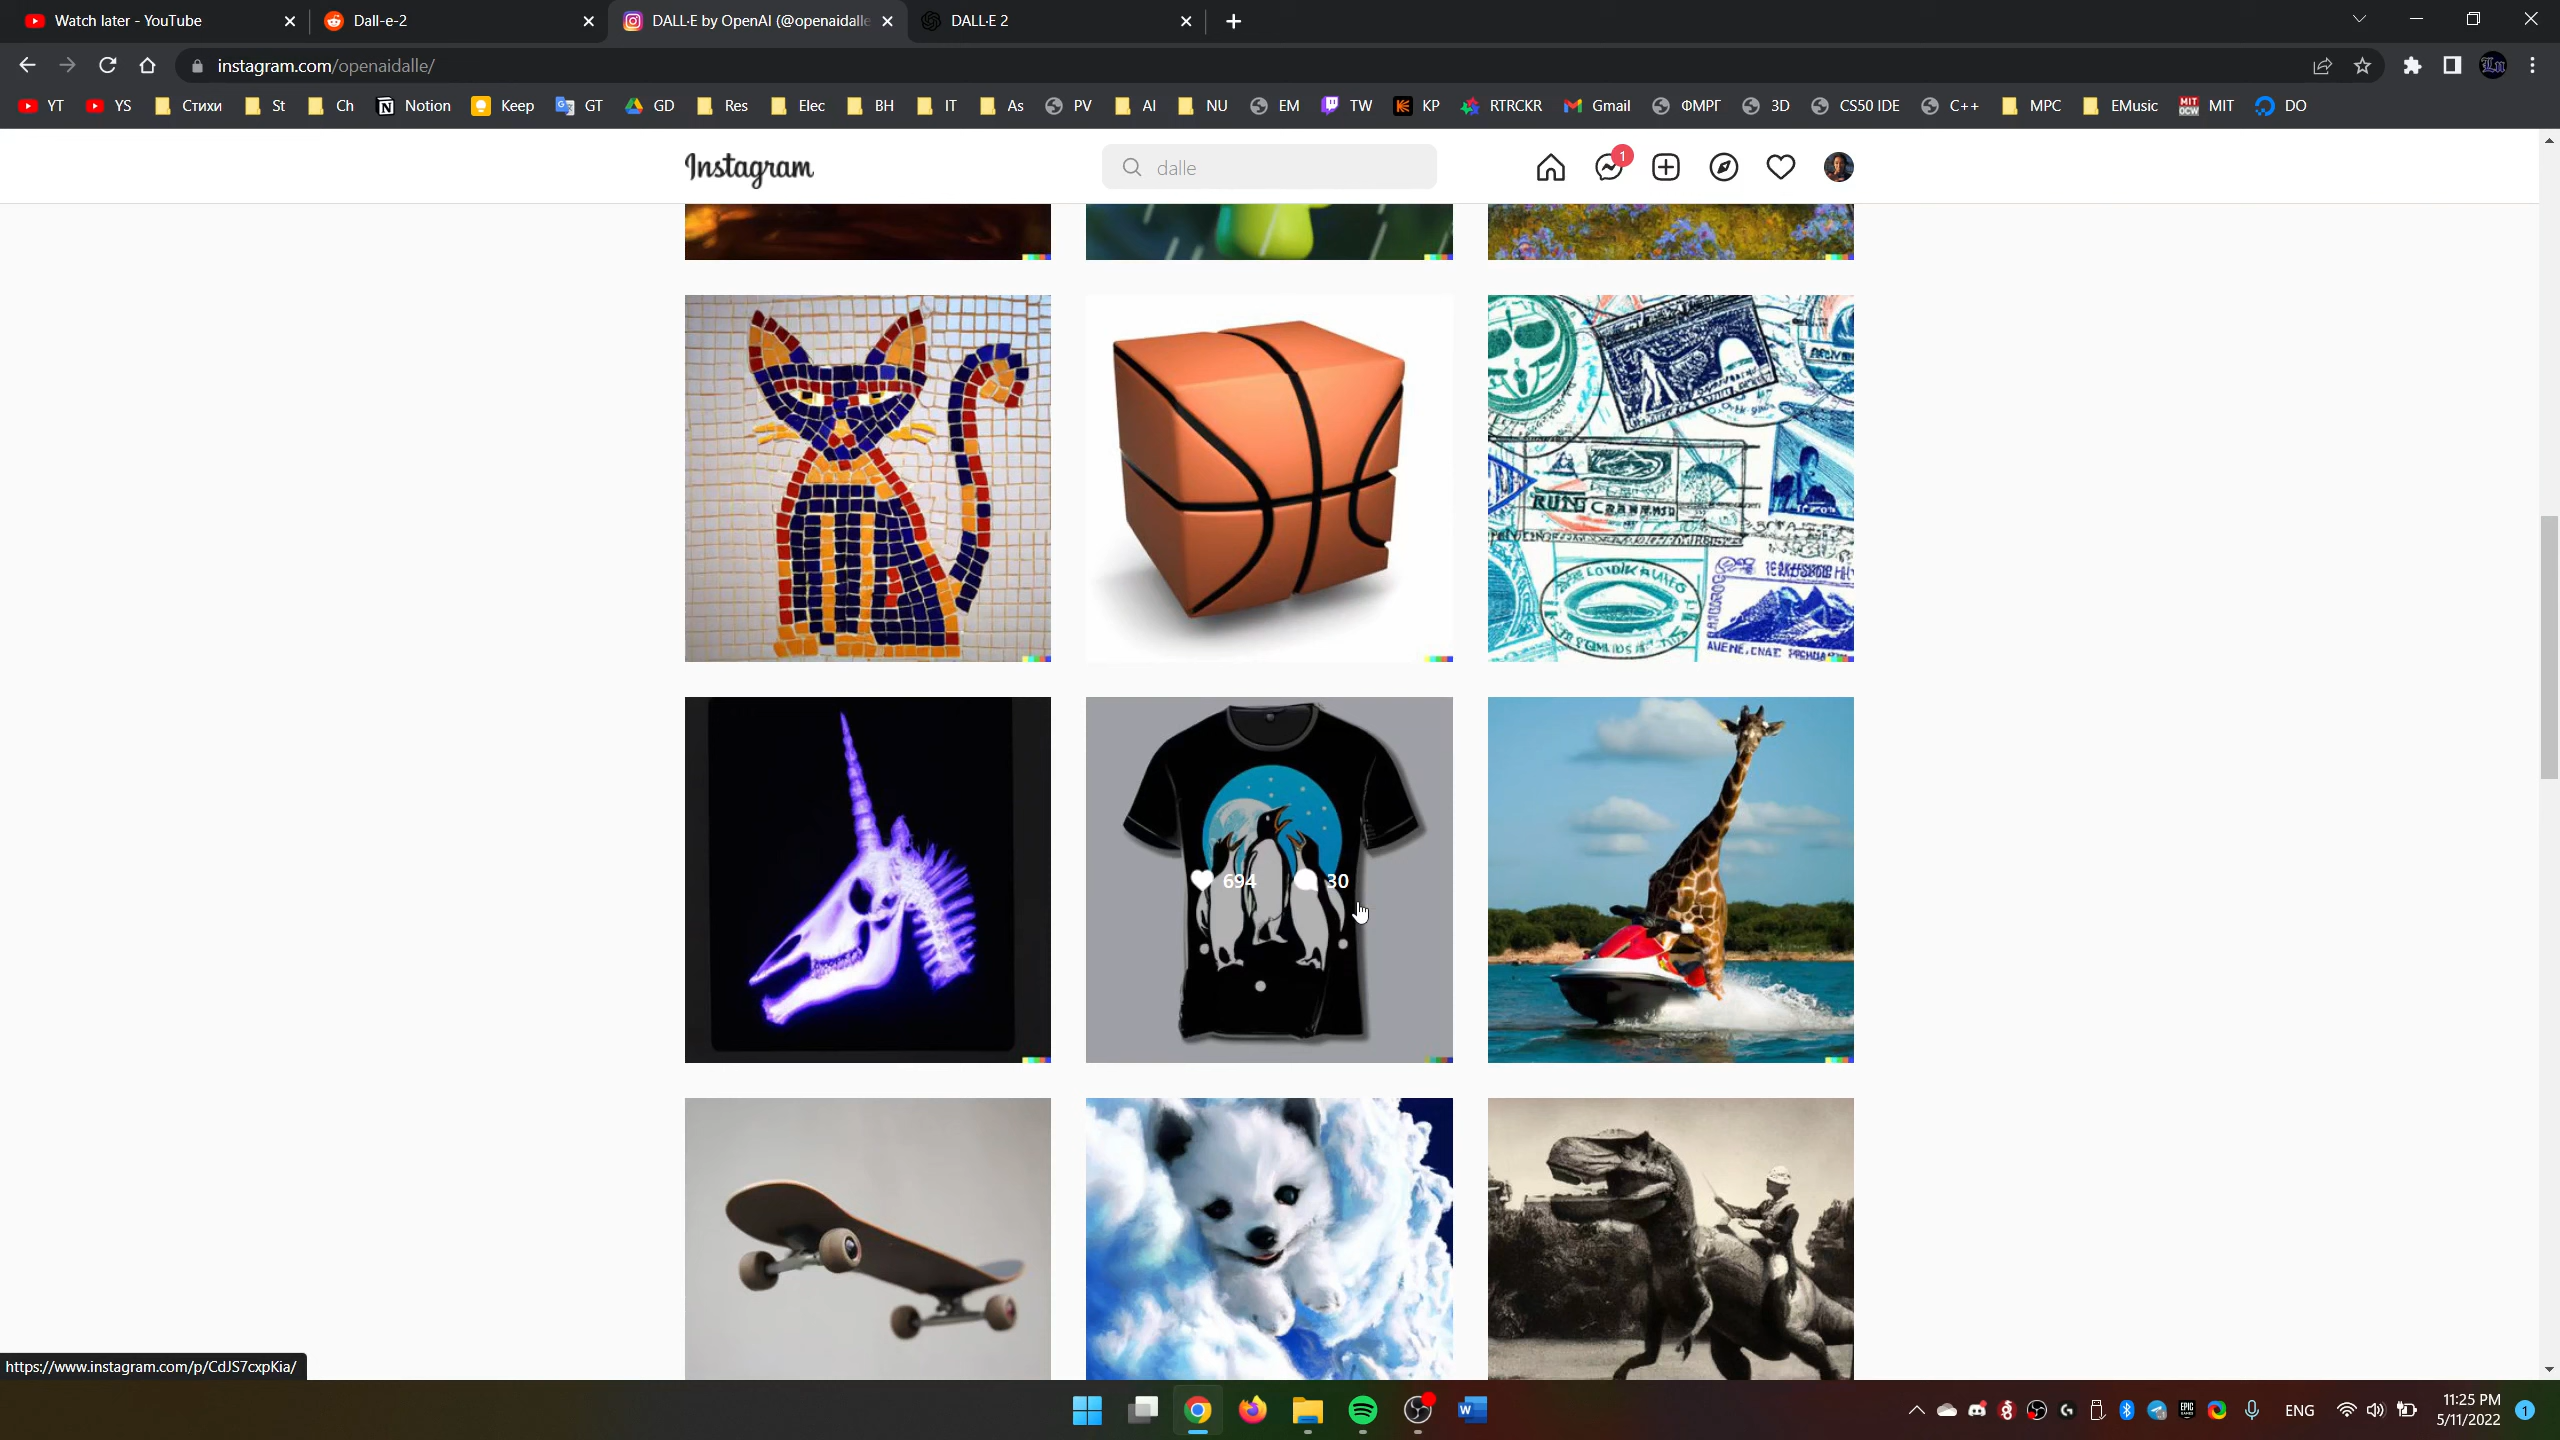 Watch later - YouTube
Dall-e-2
DALL·E by OpenAI (@openaidalle
DALL·E 2
instagram.com/openaidalle/
YT YS Стихи St Ch Notion Keep GT GD Res Elec BH IT As PV AI NU EM TW KP RTRCKR Gmail ФМРГ 3D CS50 IDE C++ MPC EMusic MIT DO
Instagram
dalle
1
694 30
https://www.instagram.com/p/CdJS7cxpKia/
ENG
11:25 PM
5/11/2022
1